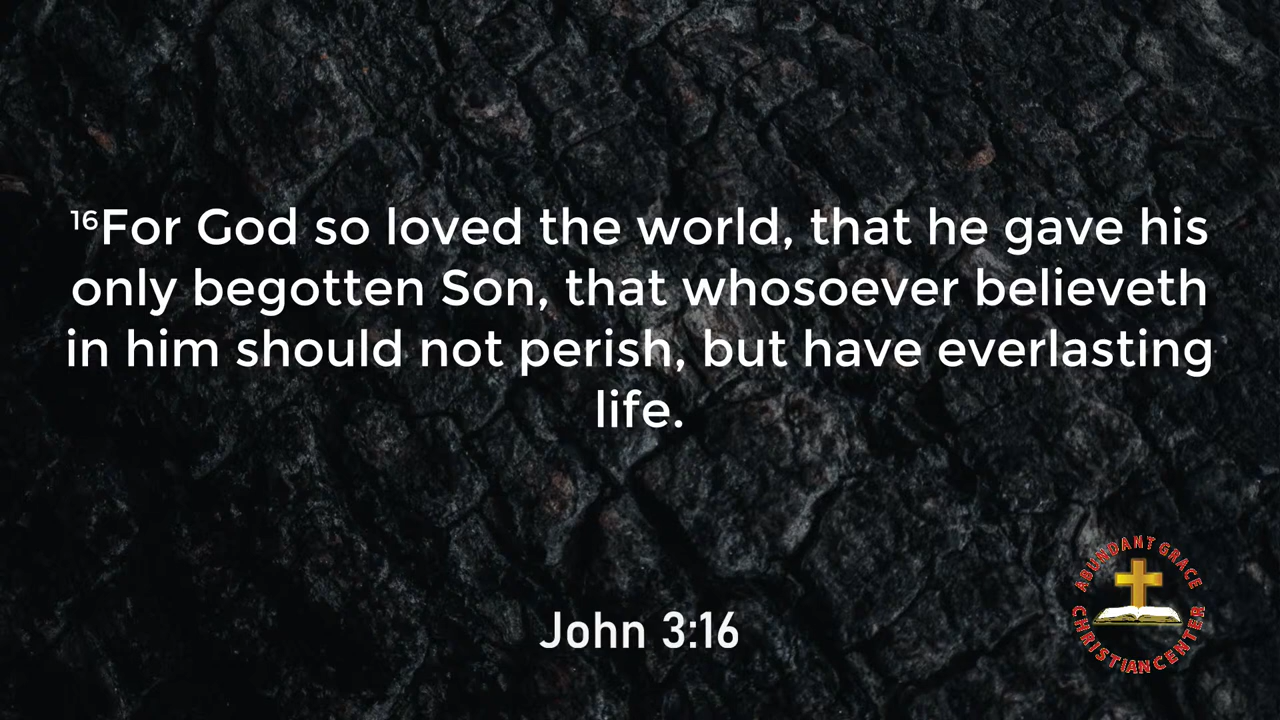 ¹⁶For God so loved the world, that he gave his
only begotten Son, that whosoever believeth
in him should not perish, but have everlasting
life.
John 3:16
ABUNDANT GRACE
CHRISTIAN CENTER